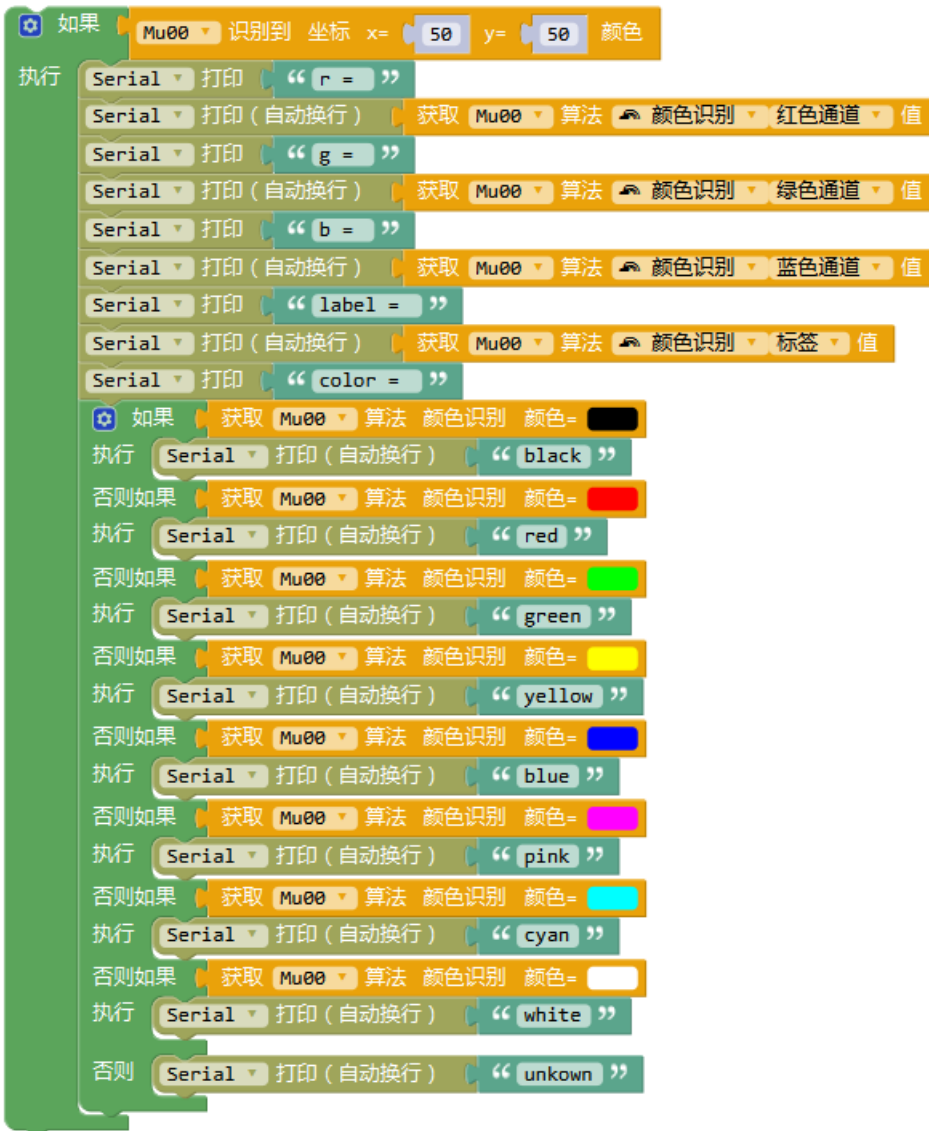 如果 Mu00 识别到 坐标 x= 50 y= 50 颜色
执行 Serial 打印 “ r = ”
Serial 打印(自动换行) 获取 Mu00 算法 颜色识别 红色通道 值
Serial 打印 “ g = ”
Serial 打印(自动换行) 获取 Mu00 算法 颜色识别 绿色通道 值
Serial 打印 “ b = ”
Serial 打印(自动换行) 获取 Mu00 算法 颜色识别 蓝色通道 值
Serial 打印 “ label = ”
Serial 打印(自动换行) 获取 Mu00 算法 颜色识别 标签 值
Serial 打印 “ color = ”
如果 获取 Mu00 算法 颜色识别 颜色=
执行 Serial 打印(自动换行) “ black ”
否则如果 获取 Mu00 算法 颜色识别 颜色=
执行 Serial 打印(自动换行) “ red ”
否则如果 获取 Mu00 算法 颜色识别 颜色=
执行 Serial 打印(自动换行) “ green ”
否则如果 获取 Mu00 算法 颜色识别 颜色=
执行 Serial 打印(自动换行) “ yellow ”
否则如果 获取 Mu00 算法 颜色识别 颜色=
执行 Serial 打印(自动换行) “ blue ”
否则如果 获取 Mu00 算法 颜色识别 颜色=
执行 Serial 打印(自动换行) “ pink ”
否则如果 获取 Mu00 算法 颜色识别 颜色=
执行 Serial 打印(自动换行) “ cyan ”
否则如果 获取 Mu00 算法 颜色识别 颜色=
执行 Serial 打印(自动换行) “ white ”
否则 Serial 打印(自动换行) “ unkown ”